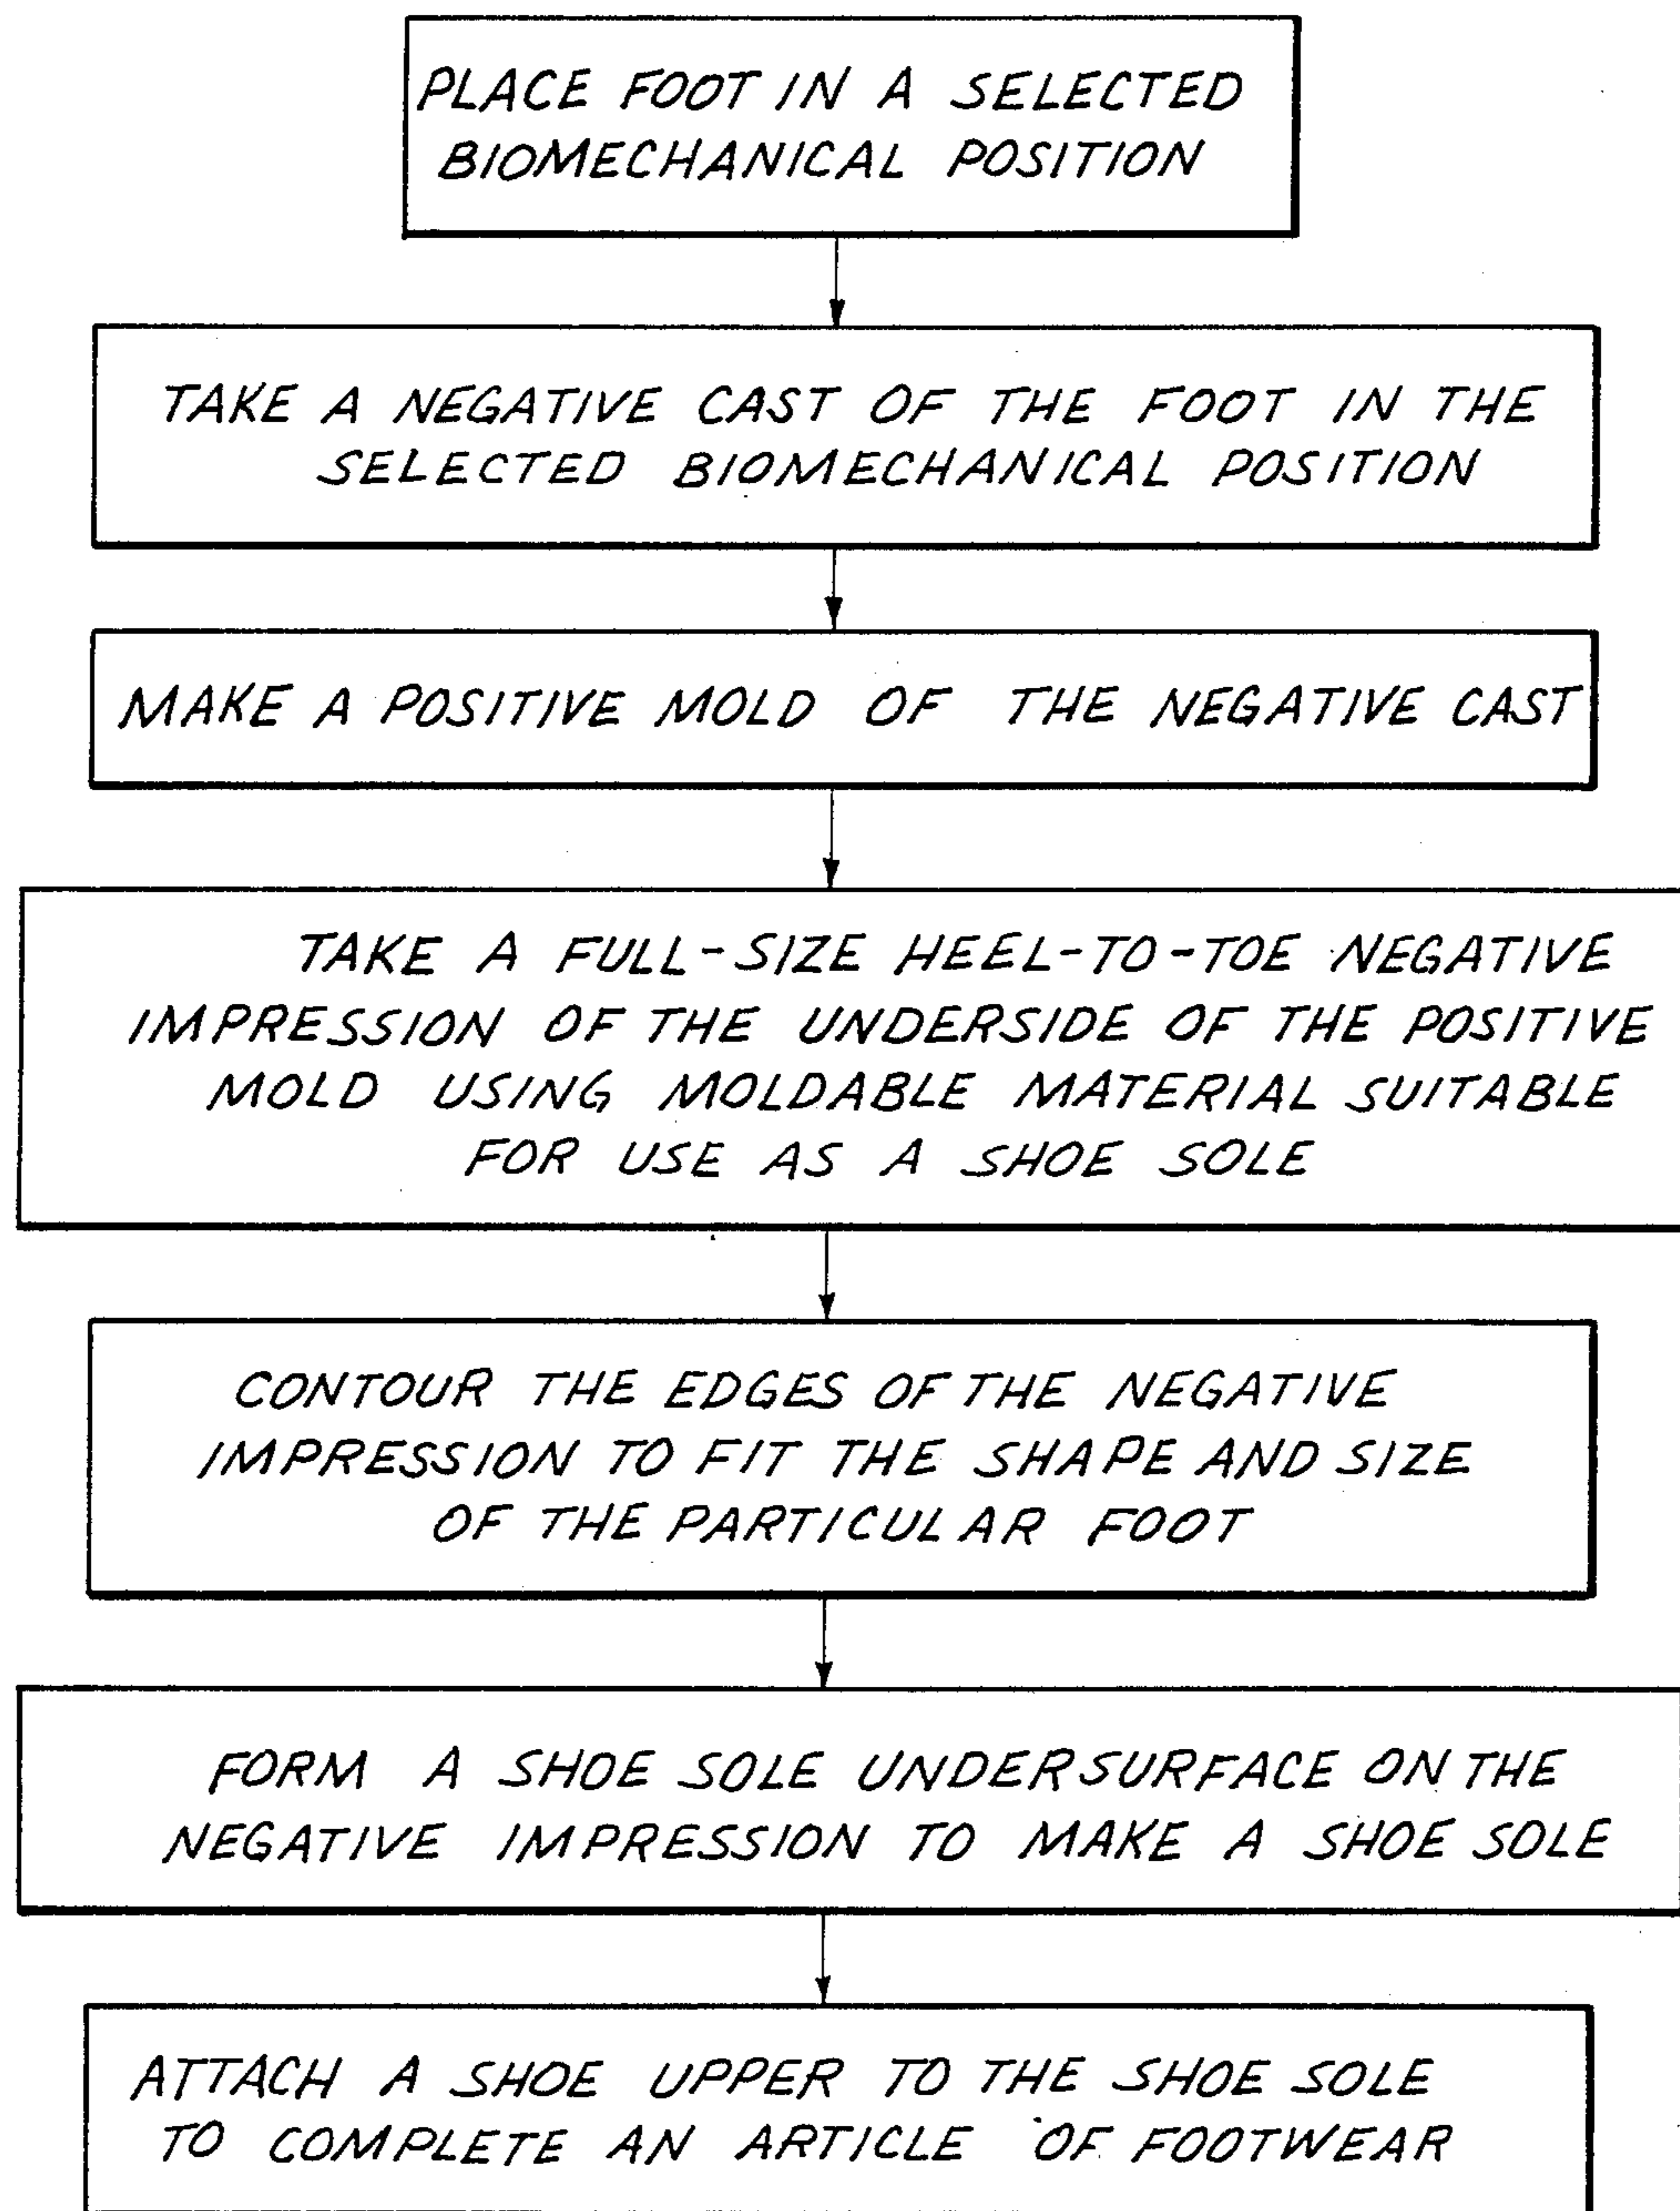 PLACE FOOT IN A SELECTED
BIOMECHANICAL POSITION
TAKE A NEGATIVE CAST OF THE FOOT IN THE
SELECTED BIOMECHANICAL POSITION
MAKE A POSITIVE MOLD OF THE NEGATIVE CAST
TAKE A FULL-SIZE HEEL-TO-TOE NEGATIVE
IMPRESSION OF THE UNDERSIDE OF THE POSITIVE
MOLD USING MOLDABLE MATERIAL SUITABLE
FOR USE AS A SHOE SOLE
CONTOUR THE EDGES OF THE NEGATIVE
IMPRESSION TO FIT THE SHAPE AND SIZE
OF THE PARTICULAR FOOT
FORM A SHOE SOLE UNDERSURFACE ON THE
NEGATIVE IMPRESSION TO MAKE A SHOE SOLE
ATTACH A SHOE UPPER TO THE SHOE SOLE
TO COMPLETE AN ARTICLE OF FOOTWEAR